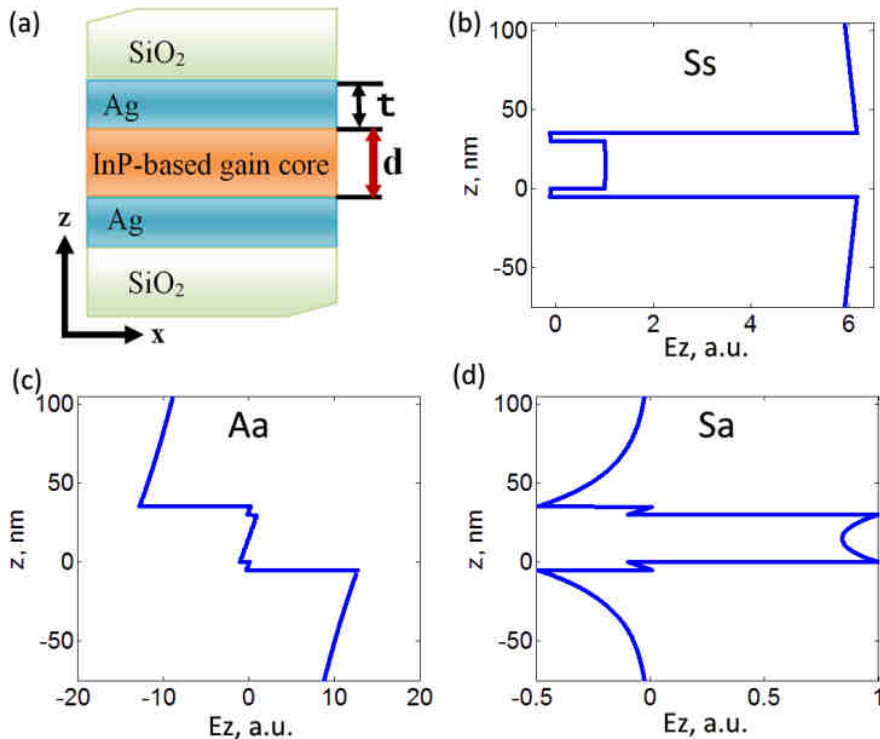 (a)
SiO₂
Ag
t
InP-based gain core
d
Ag
SiO₂
z
x
(b)
Ss
100
50
0
-50
z, nm
0
2
4
6
Ez, a.u.
(c)
Aa
100
50
0
-50
z, nm
-20
-10
0
10
20
Ez, a.u.
(d)
Sa
100
50
0
-50
z, nm
-0.5
0
0.5
1
Ez, a.u.